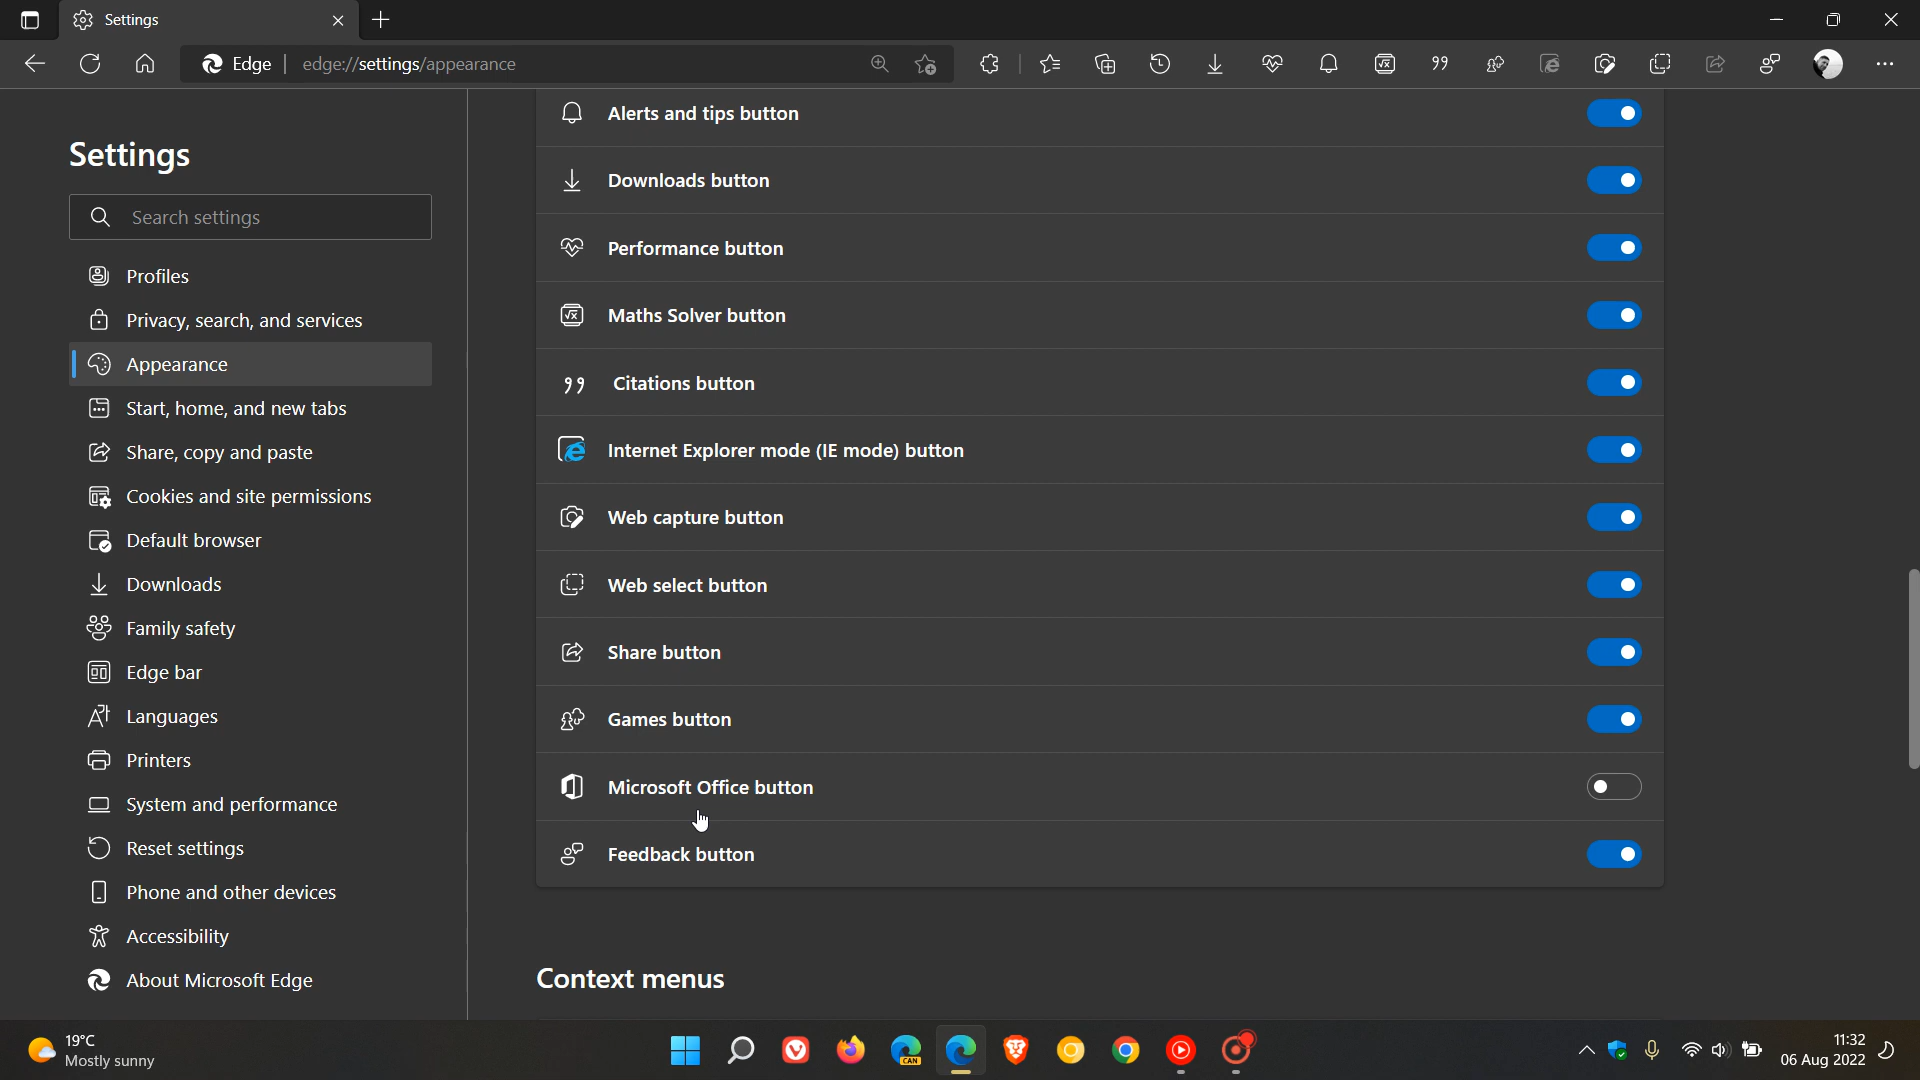 Settings
Edge
edge://settings/appearance
Settings
Search settings
Profiles
Privacy, search, and services
Appearance
Start, home, and new tabs
Share, copy and paste
Cookies and site permissions
Default browser
Downloads
Family safety
Edge bar
Languages
Printers
System and performance
Reset settings
Phone and other devices
Accessibility
About Microsoft Edge
Alerts and tips button
Downloads button
Performance button
Maths Solver button
Citations button
Internet Explorer mode (IE mode) button
Web capture button
Web select button
Share button
Games button
Microsoft Office button
Feedback button
Context menus
19°C
Mostly sunny
CAN
11:32
06 Aug 2022